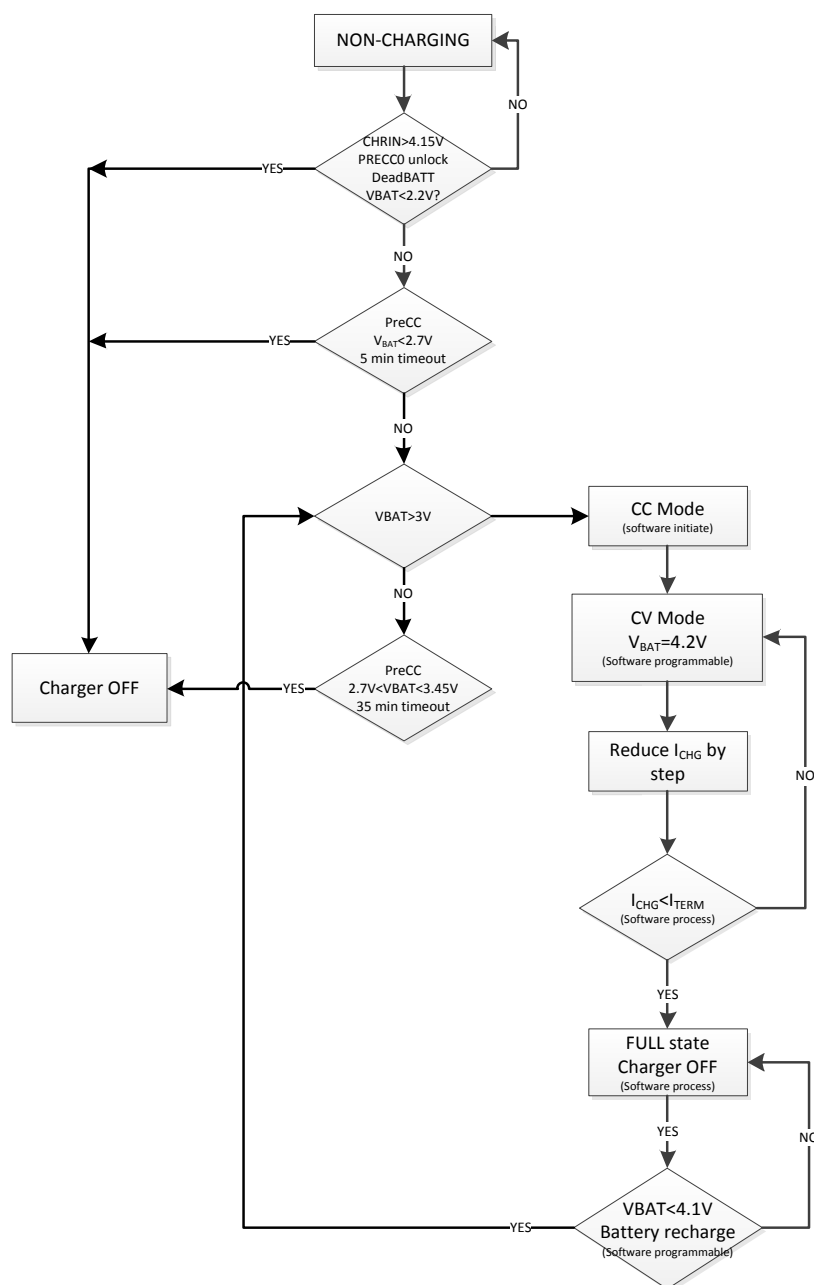 NON-CHARGING
NO
CHRIN>4.15V
PRECC0 unlock
DeadBATT
VBAT<2.2V?
YES
NO
PreCC
VBAT<2.7V
5 min timeout
YES
NO
VBAT>3V
CC Mode
(software initiate)
NO
CV Mode
VBAT=4.2V
(Software programmable)
PreCC
2.7V<VBAT<3.45V
35 min timeout
YES
Charger OFF
Reduce ICHG by
step
NO
ICHG<ITERM
(Software process)
YES
FULL state
Charger OFF
(Software process)
YES
NO
VBAT<4.1V
Battery recharge
(Software programmable)
YES